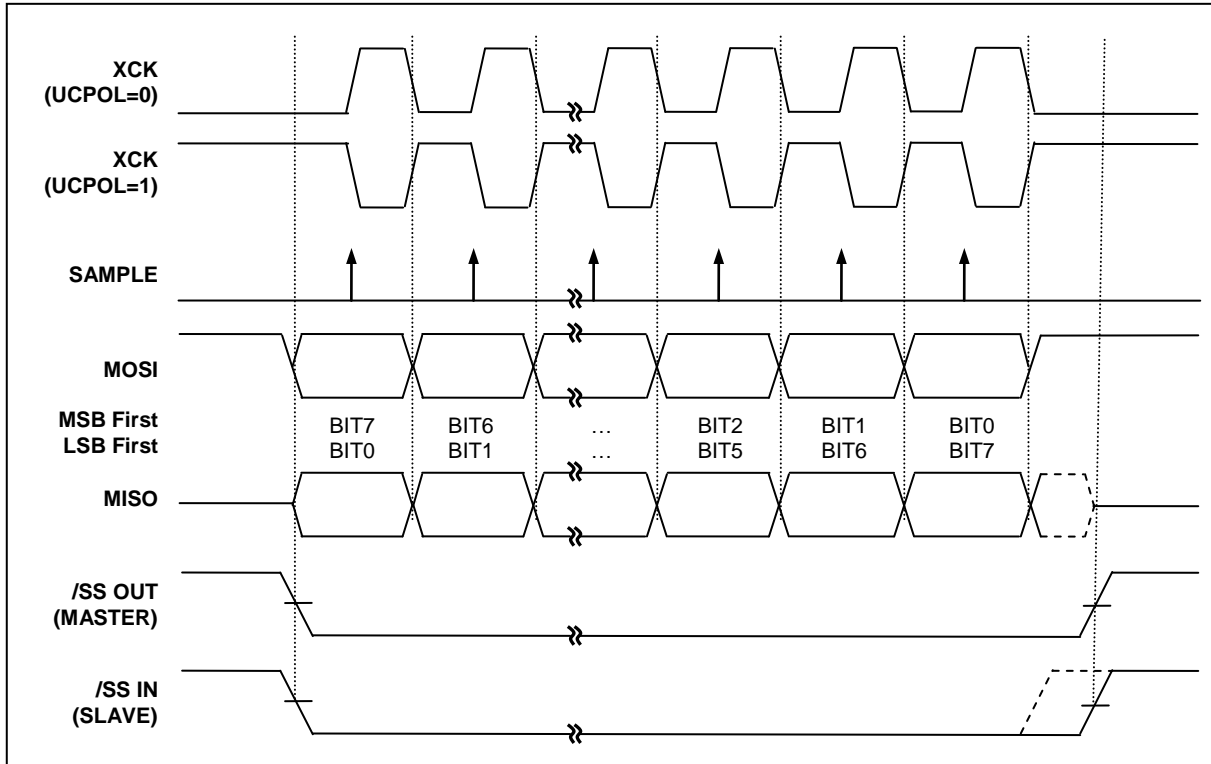 XCK
(UCPOL=0)
XCK
(UCPOL=1)
SAMPLE
MOSI
MSB First BIT7 BIT6 … BIT2 BIT1 BIT0
LSB First BIT0 BIT1 … BIT5 BIT6 BIT7
MISO
/SS OUT
(MASTER)
/SS IN
(SLAVE)